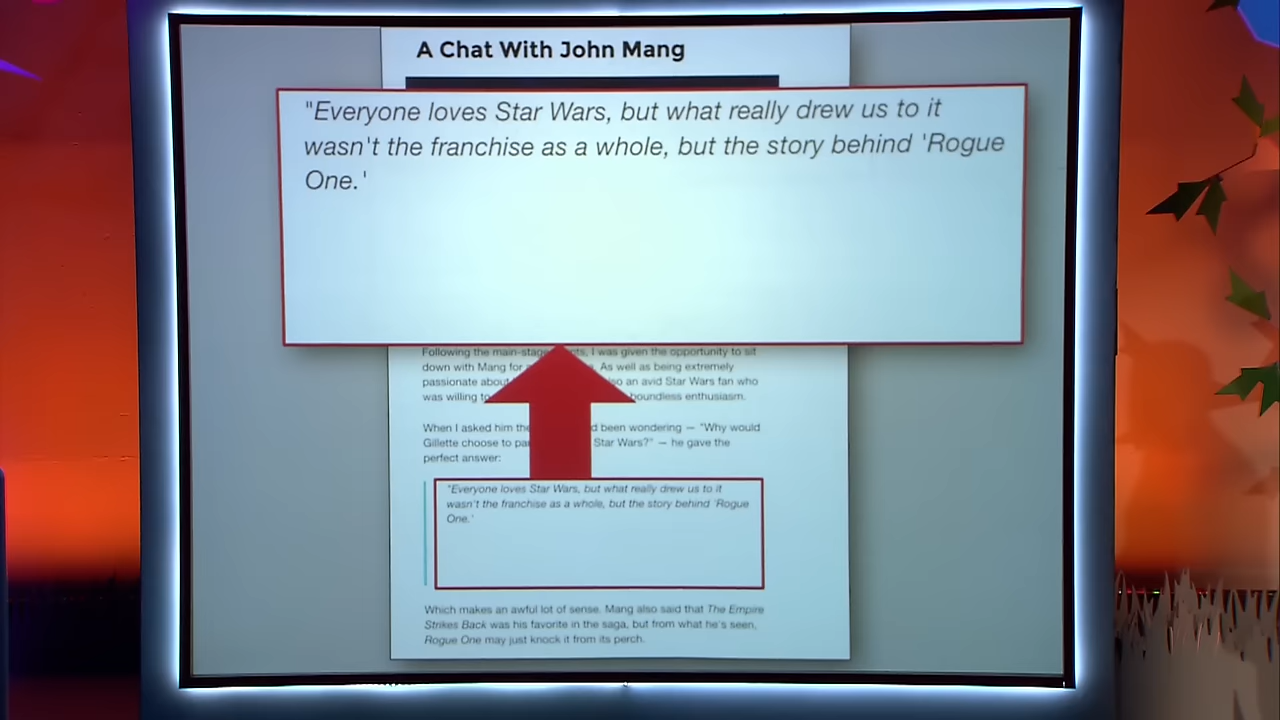 A Chat With John Mang
"Everyone loves Star Wars, but what really drew us to it
wasn't the franchise as a whole, but the story behind 'Rogue
One.'
Following the main-stage I was given the opportunity to sit
down with Mang for As well as being extremely
passionate about an avid Star Wars fan who
was willing to boundless enthusiasm.
When I asked him the been wondering — "Why would
Gillette choose to Star Wars?" — he gave the
perfect answer:
"Everyone loves Star Wars, but what really drew us to it
wasn't the franchise as a whole, but the story behind 'Rogue
One.'
Which makes an awful lot of sense. Mang also said that The Empire
Strikes Back was his favorite in the saga, but from what he's seen,
Rogue One may just knock it from its perch.